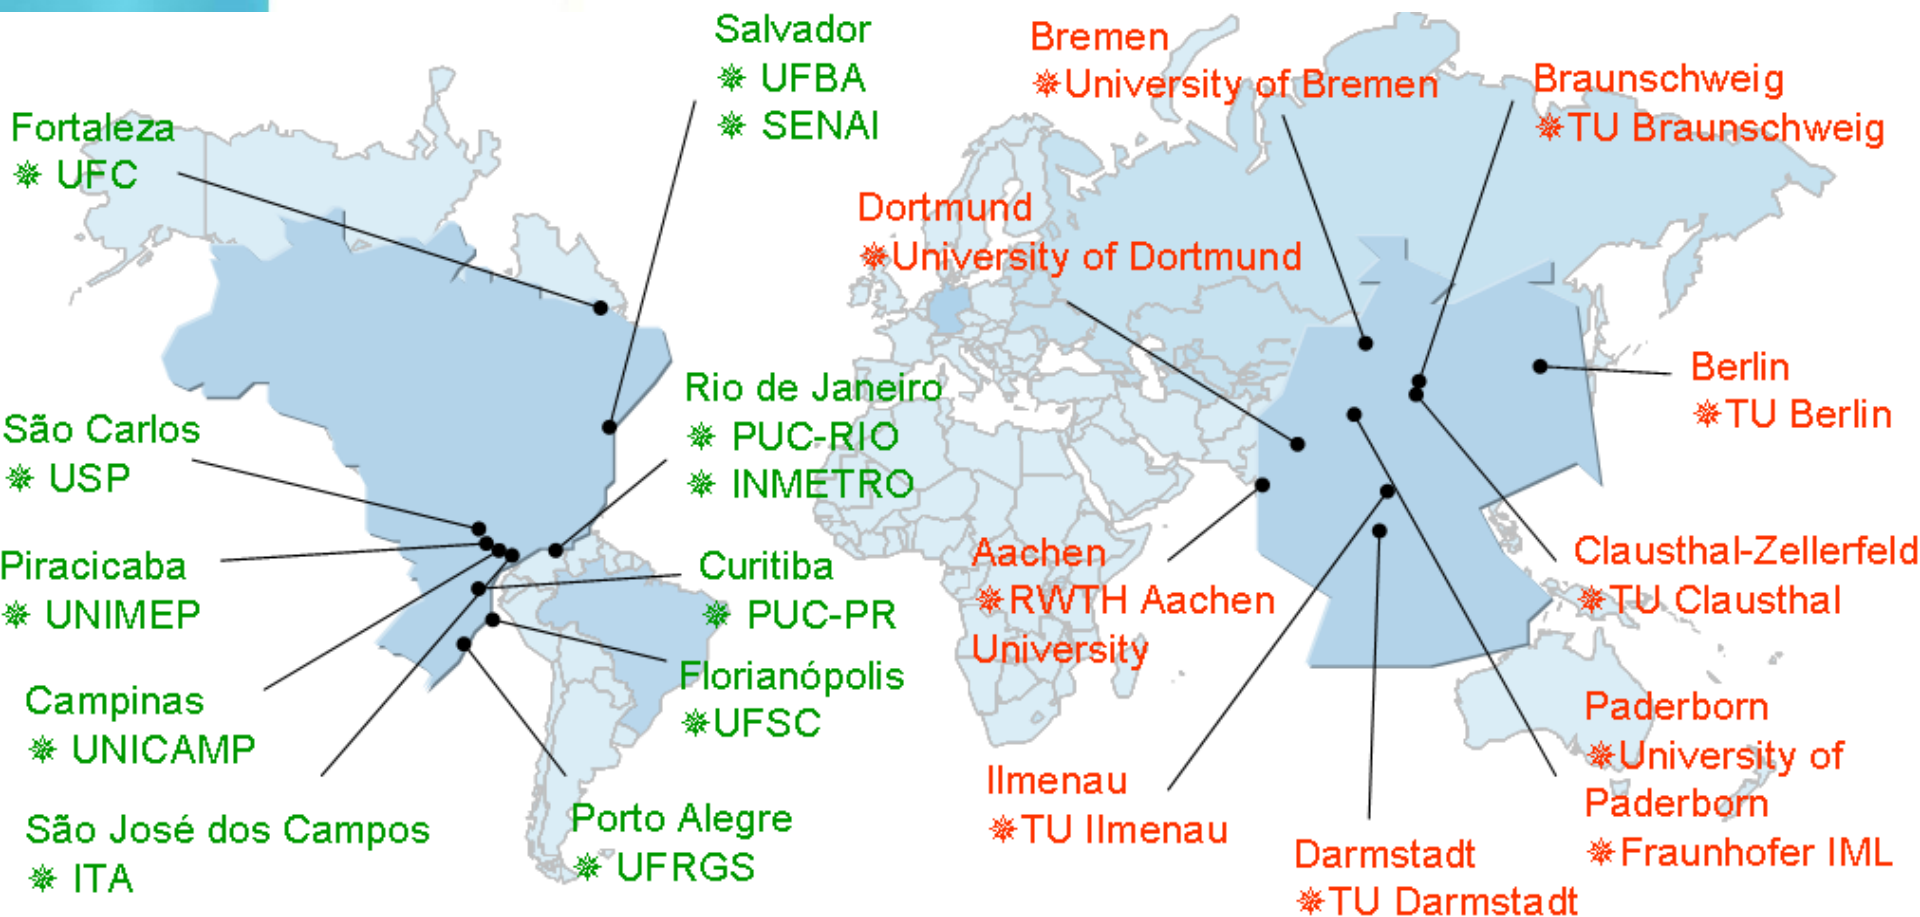 Salvador
UFBA
SENAI
Fortaleza
UFC
São Carlos
USP
Rio de Janeiro
PUC-RIO
INMETRO
Piracicaba
UNIMEP
Curitiba
PUC-PR
Campinas
UNICAMP
Florianópolis
UFSC
São José dos Campos
ITA
Porto Alegre
UFRGS
Bremen
University of Bremen
Braunschweig
TU Braunschweig
Dortmund
University of Dortmund
Berlin
TU Berlin
Aachen
RWTH Aachen
University
Clausthal-Zellerfeld
TU Clausthal
Ilmenau
TU Ilmenau
Darmstadt
TU Darmstadt
Paderborn
University of
Paderborn
Fraunhofer IML